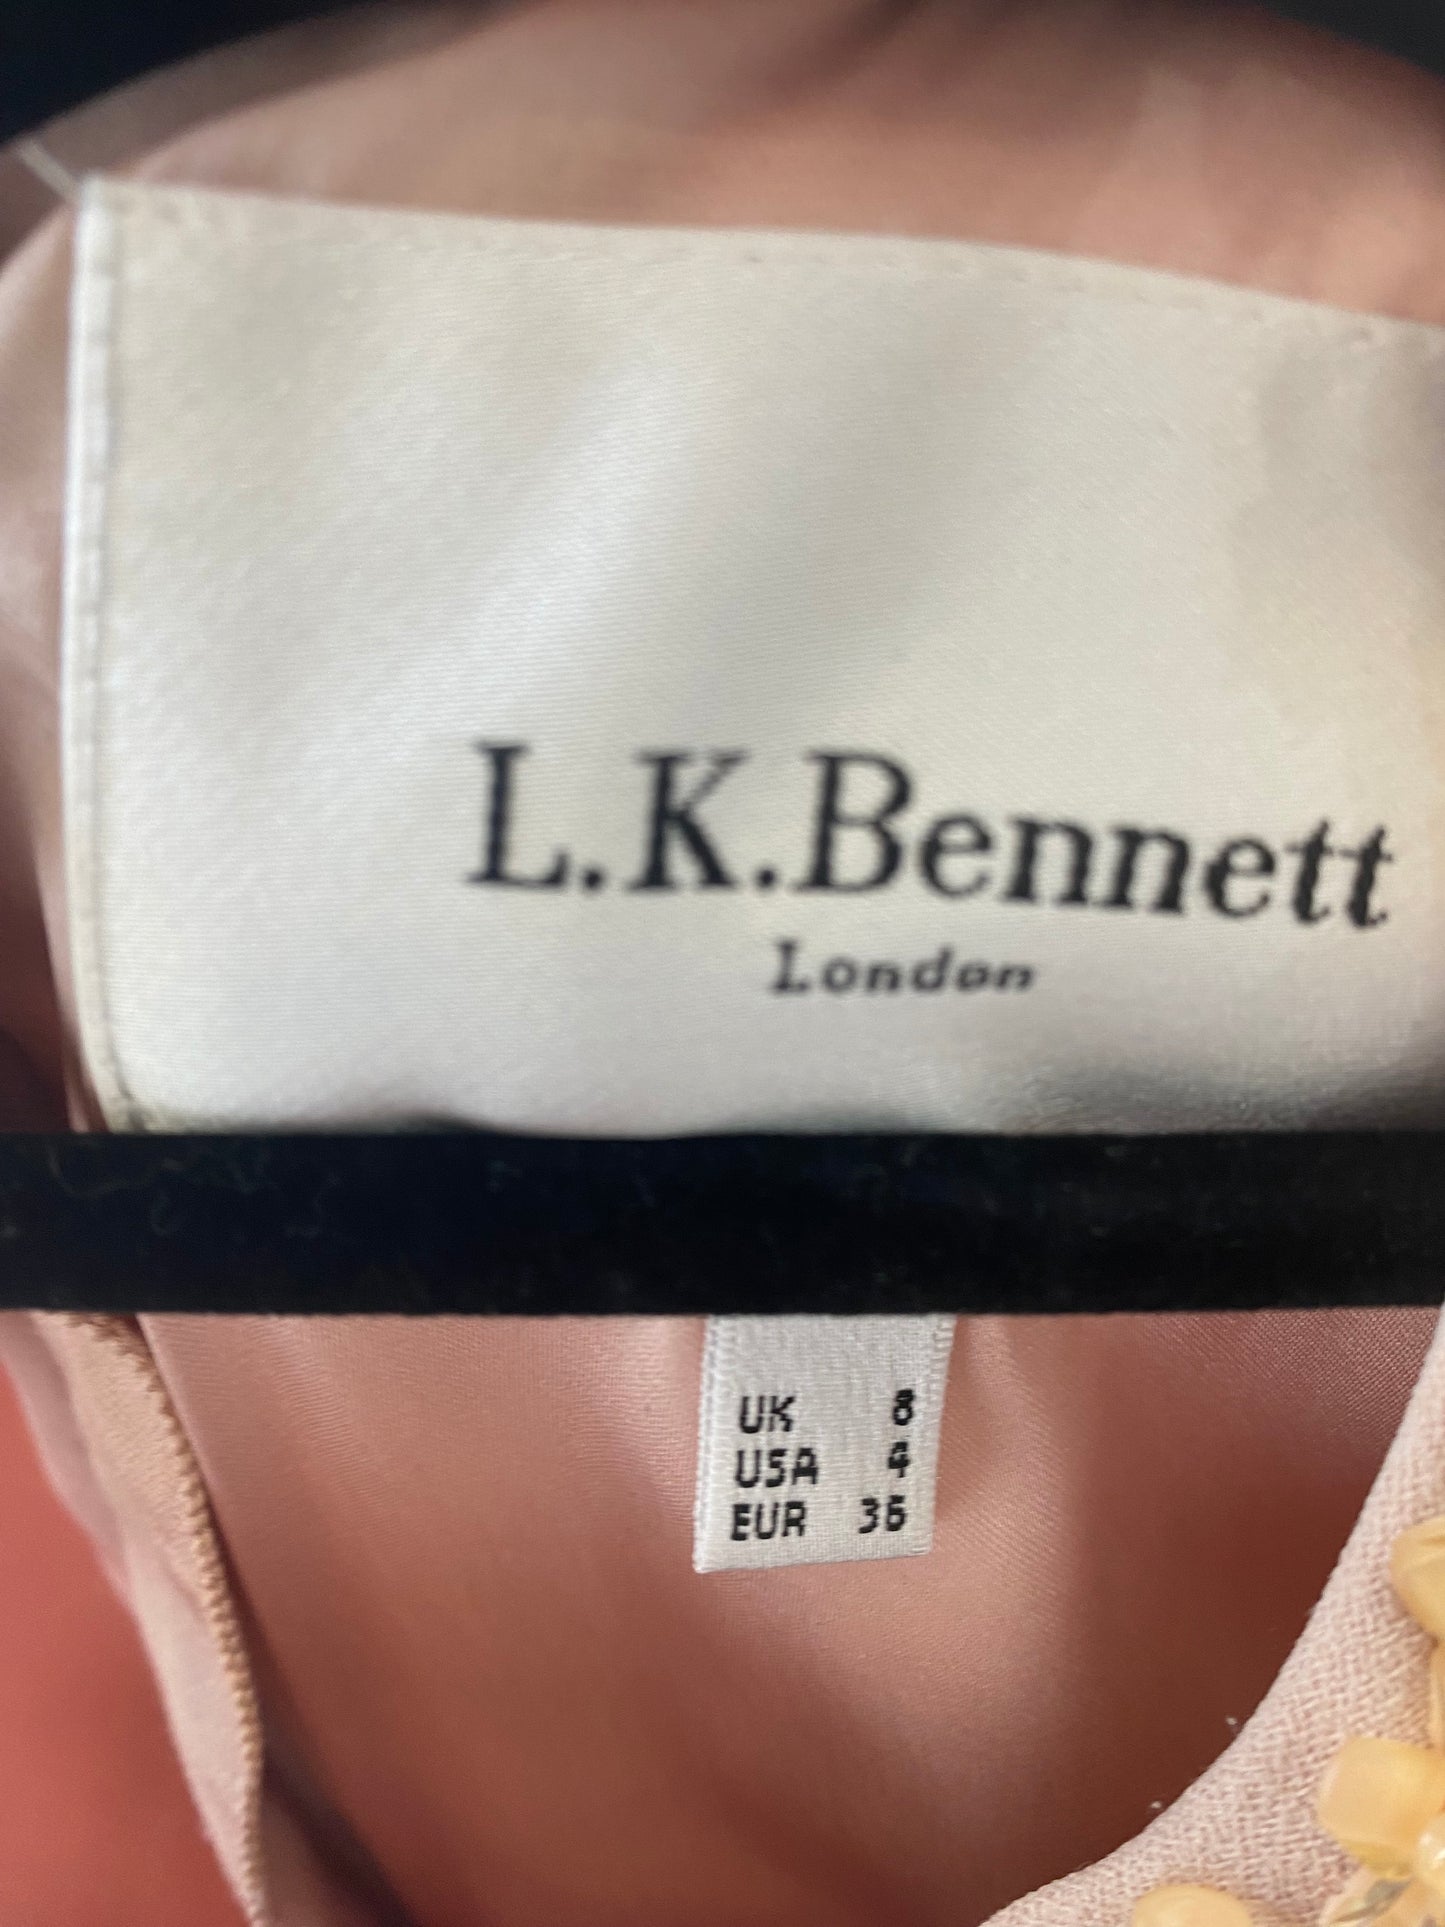 L.K.Bennett
London
UK 8
USA 4
EUR 36